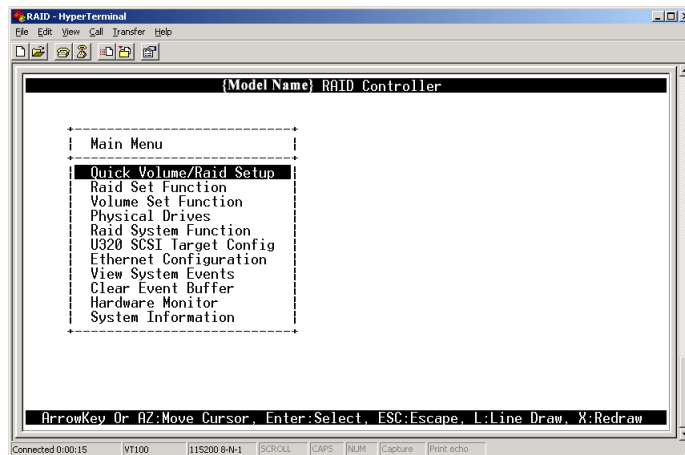 RAID - HyperTerminal
File Edit View Call Transfer Help
{Model Name} RAID Controller
Main Menu
Quick Volume/Raid Setup
Raid Set Function
Volume Set Function
Physical Drives
Raid System Function
U320 SCSI Target Config
Ethernet Configuration
View System Events
Clear Event Buffer
Hardware Monitor
System Information
ArrowKey Or AZ:Move Cursor, Enter:Select, ESC:Escape, L:Line Draw, X:Redraw
Connected 0:00:15 VT100 115200 8-N-1 SCROLL CAPS NUM Capture Print echo